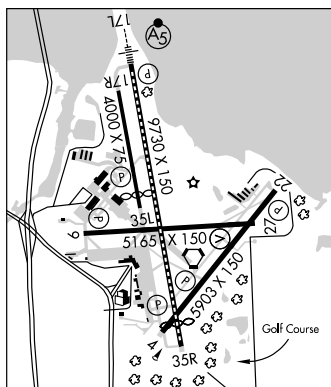 17L
A5
P
17R
4000 X 75
9730 X 150
P
P
22
P
35L
9
5165 X 150
V
27
P
5903 X 150
P
4
35R
Golf Course